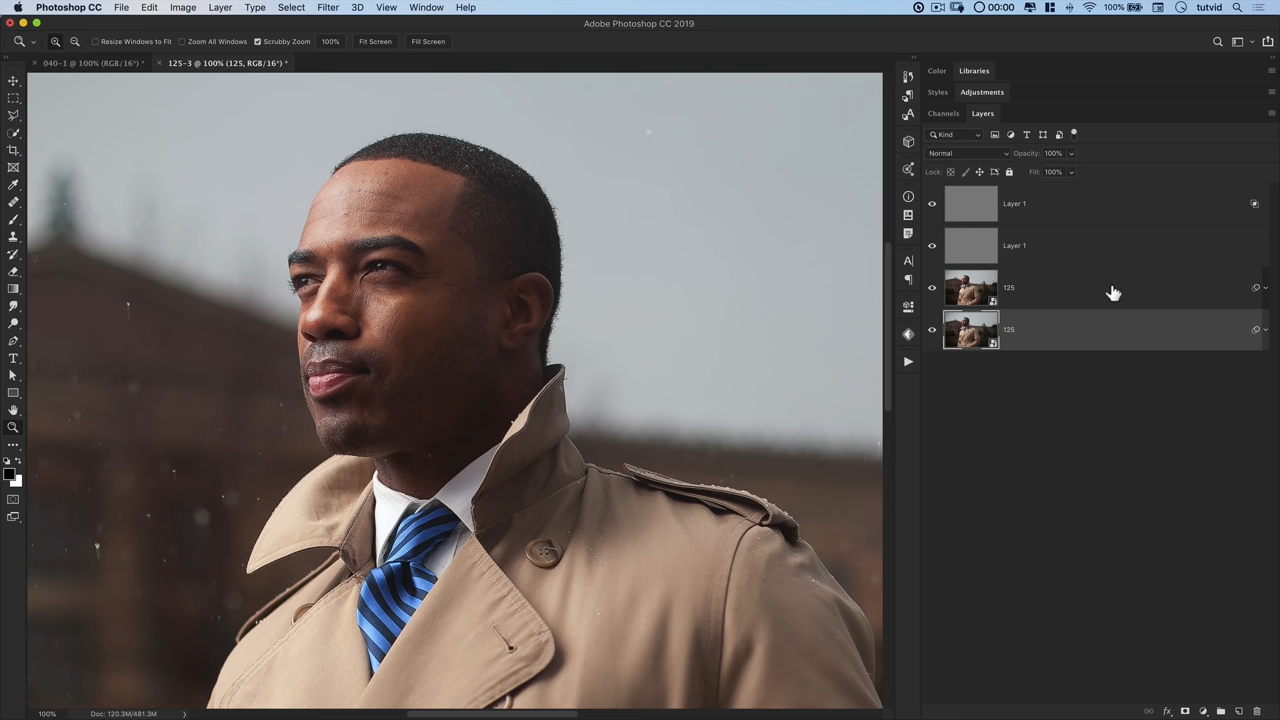 Photoshop CC File Edit Image Layer Type Select Filter 3D View Window Help 00:00 100% tutvid
Adobe Photoshop CC 2019
Resize Windows to Fit Zoom All Windows Scrubby Zoom 100% Fit Screen Fill Screen
040-1 @ 100% (RGB/16*) * 125-3 @ 100% (125, RGB/16*) *
Color Libraries
Styles Adjustments
Channels Layers
Kind
Normal Opacity: 100%
Lock: Fill: 100%
Layer 1
Layer 1
125
125
100% Doc: 120.3M/481.3M